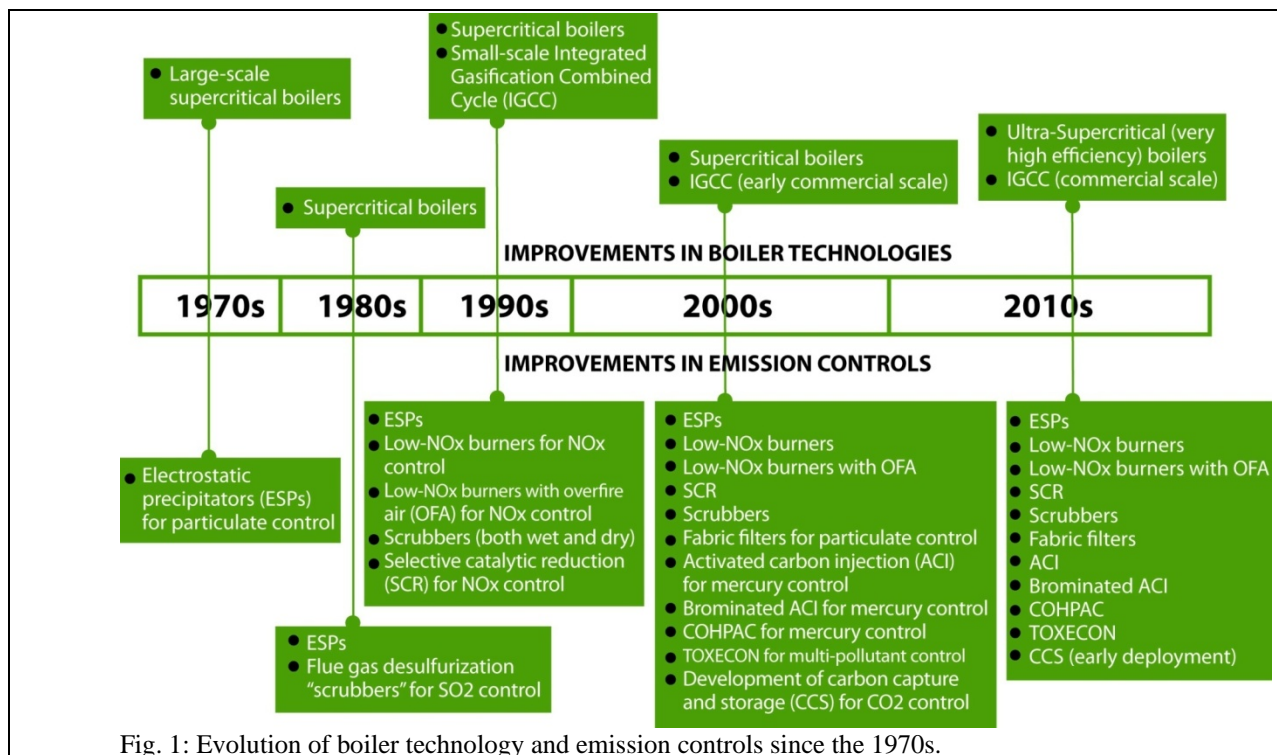 Large-scale
supercritical boilers
Supercritical boilers
Supercritical boilers
Small-scale Integrated
Gasification Combined
Cycle (IGCC)
Supercritical boilers
IGCC (early commercial scale)
Ultra-Supercritical (very
high efficiency) boilers
IGCC (commercial scale)
IMPROVEMENTS IN BOILER TECHNOLOGIES
1970s
1980s
1990s
2000s
2010s
IMPROVEMENTS IN EMISSION CONTROLS
Electrostatic
precipitators (ESPs)
for particulate control
ESPs
Flue gas desulfurization
“scrubbers” for SO2 control
ESPs
Low-NOx burners for NOx
control
Low-NOx burners with overfire
air (OFA) for NOx control
Scrubbers (both wet and dry)
Selective catalytic reduction
(SCR) for NOx control
ESPs
Low-NOx burners
Low-NOx burners with OFA
SCR
Scrubbers
Fabric filters for particulate control
Activated carbon injection (ACI)
for mercury control
Brominated ACI for mercury control
COHPAC for mercury control
TOXECON for multi-pollutant control
Development of carbon capture
and storage (CCS) for CO2 control
ESPs
Low-NOx burners
Low-NOx burners with OFA
SCR
Scrubbers
Fabric filters
ACI
Brominated ACI
COHPAC
TOXECON
CCS (early deployment)
Fig. 1: Evolution of boiler technology and emission controls since the 1970s.